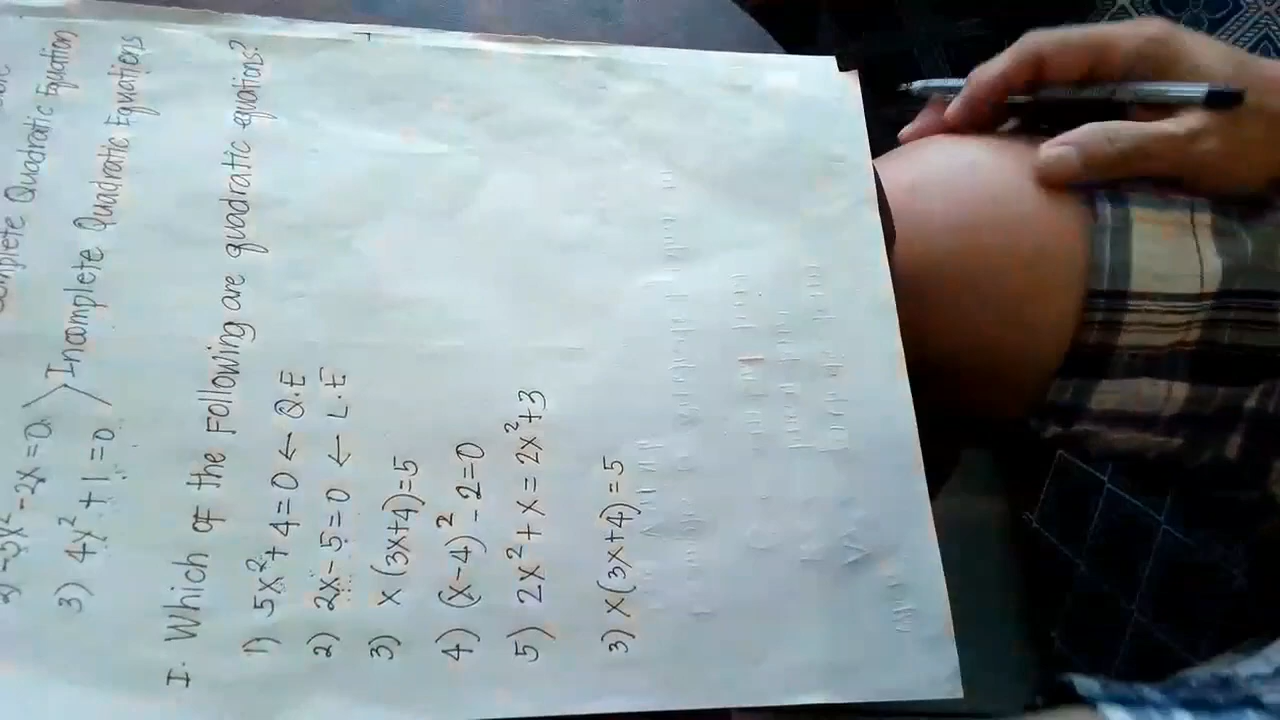 Quadratic Equation
2) -5x² - 2x = 0
3) 4y² + 1 = 0 > Incomplete Quadratic Equations
I. Which of the Following are quadratic equations?
1) 5x² + 4 = 0 ← Q.E
2) 2x - 5 = 0 ← L.E
3) x (3x+4) = 5
4) (x-4)² - 2 = 0
5) 2x² + x = 2x² + 3
3) x (3x+4) = 5